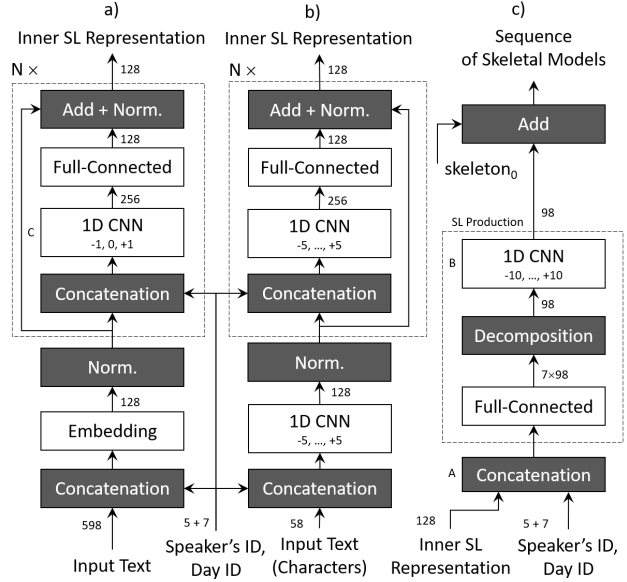 a)
Inner SL Representation
N ×
128
Add + Norm.
128
Full-Connected
256
C
1D CNN
-1, 0, +1
Concatenation
Norm.
128
Embedding
Concatenation
598
Input Text
5 + 7
Speaker's ID,
Day ID
b)
Inner SL Representation
N ×
128
Add + Norm.
128
Full-Connected
256
1D CNN
-5, ..., +5
Concatenation
Norm.
128
1D CNN
-5, ..., +5
Concatenation
58
Input Text
(Characters)
c)
Sequence
of Skeletal Models
Add
skeleton₀
98
SL Production
B
1D CNN
-10, ..., +10
98
Decomposition
7×98
Full-Connected
A
Concatenation
128
Inner SL
Representation
5 + 7
Speaker's ID,
Day ID